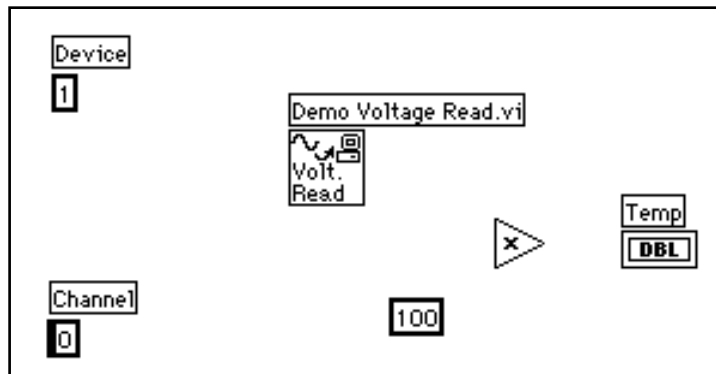 Device
1
Demo Voltage Read.vi
Volt.
Read
x
Temp
DBL
Channel
0
100